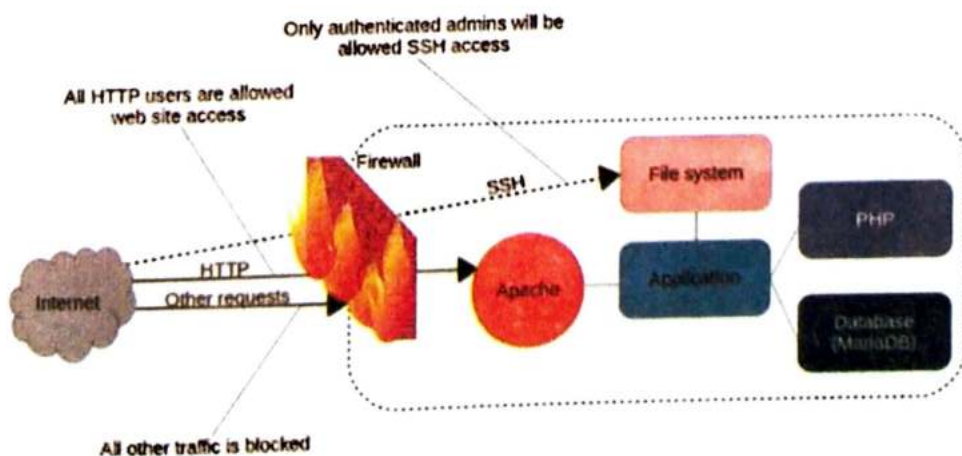 Only authenticated admins will be
allowed SSH access
All HTTP users are allowed
web site access
Firewall
SSH
File system
PHP
HTTP
Internet
Other requests
Apache
Application
Database
(MariaDB)
All other traffic is blocked